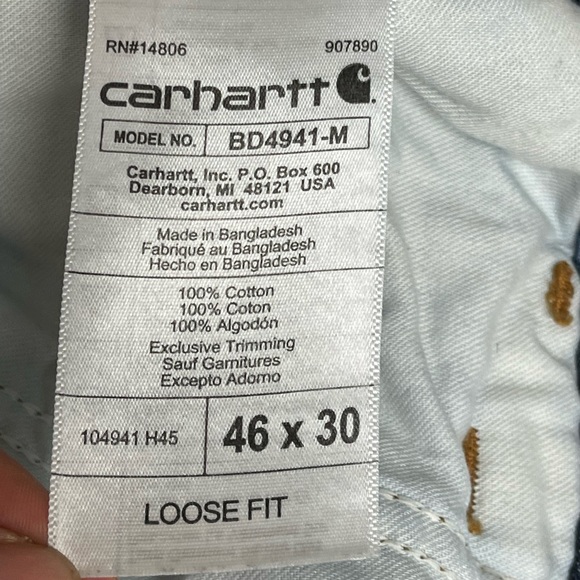 RN#14806 907890
carhartt
MODEL NO. BD4941-M
Carhartt, Inc. P.O. Box 600
Dearborn, MI 48121 USA
carhartt.com
Made in Bangladesh
Fabriqué au Bangladesh
Hecho en Bangladesh
100% Cotton
100% Coton
100% Algodón
Exclusive Trimming
Sauf Garnitures
Excepto Adorno
104941 H45 46 x 30
LOOSE FIT